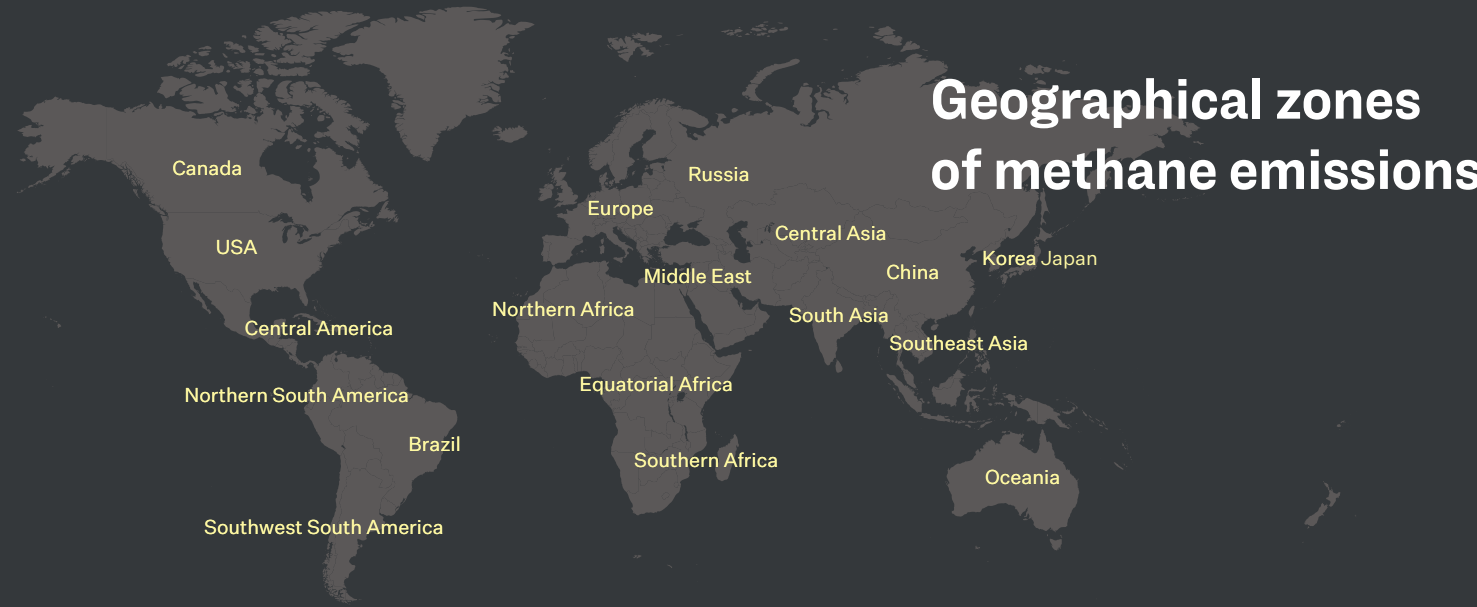 Geographical zones
of methane emissions
Canada
Russia
Europe
Central Asia
USA
Korea Japan
China
Middle East
Northern Africa
South Asia
Central America
Southeast Asia
Equatorial Africa
Northern South America
Brazil
Southern Africa
Oceania
Southwest South America